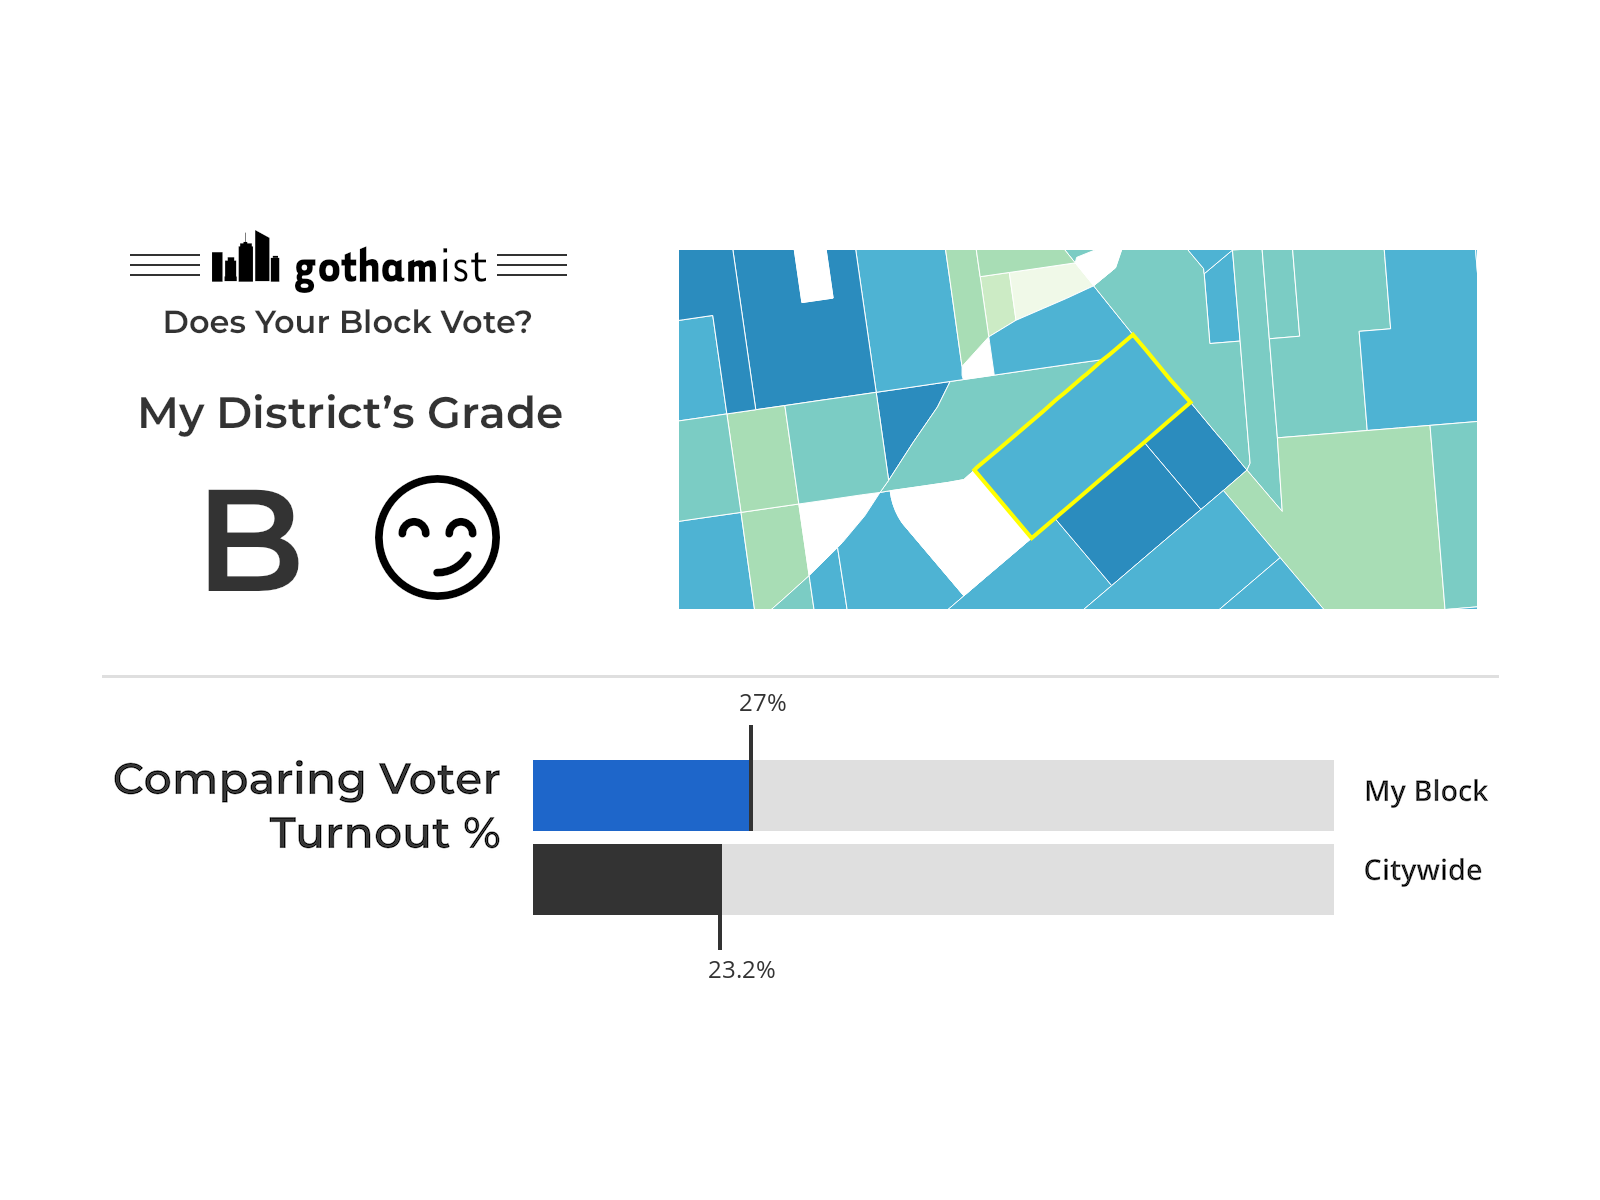 gothamist
Does Your Block Vote?
My District’s Grade
B
27%
Comparing Voter
Turnout %
My Block
Citywide
23.2%